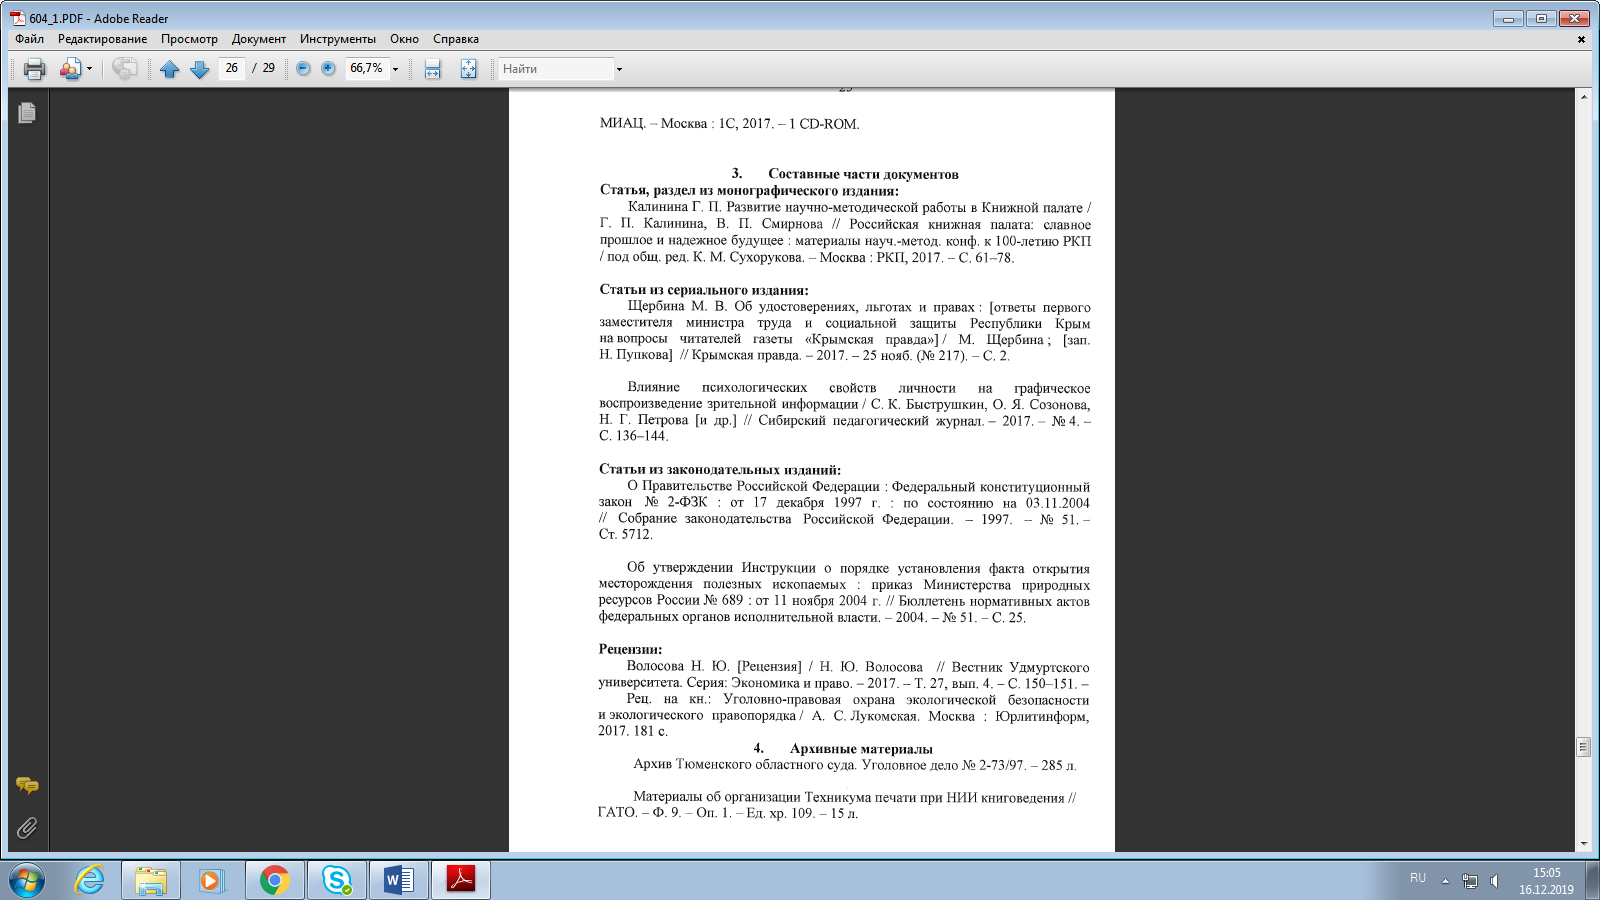 604_1.PDF - Adobe Reader
Файл Редактирование Просмотр Документ Инструменты Окно Справка
26 / 29 66,7% Найти
МИАЦ. – Москва : 1С, 2017. – 1 CD-ROM.
3. Составные части документов
Статья, раздел из монографического издания:
Калинина Г. П. Развитие научно-методической работы в Книжной палате /
Г. П. Калинина, В. П. Смирнова // Российская книжная палата: славное
прошлое и надежное будущее : материалы науч.-метод. конф. к 100-летию РКП
/ под общ. ред. К. М. Сухорукова. – Москва : РКП, 2017. – С. 61–78.
Статьи из сериального издания:
Щербина М. В. Об удостоверениях, льготах и правах : [ответы первого
заместителя министра труда и социальной защиты Республики Крым
на вопросы читателей газеты «Крымская правда»] / М. Щербина ; [зап.
Н. Пупкова] // Крымская правда. – 2017. – 25 нояб. (№ 217). – С. 2.
Влияние психологических свойств личности на графическое
воспроизведение зрительной информации / С. К. Быструшкин, О. Я. Созонова,
Н. Г. Петрова [и др.] // Сибирский педагогический журнал. – 2017. – № 4. –
С. 136–144.
Статьи из законодательных изданий:
О Правительстве Российской Федерации : Федеральный конституционный
закон № 2-ФЗК : от 17 декабря 1997 г. : по состоянию на 03.11.2004
// Собрание законодательства Российской Федерации. – 1997. – № 51. –
Ст. 5712.
Об утверждении Инструкции о порядке установления факта открытия
месторождения полезных ископаемых : приказ Министерства природных
ресурсов России № 689 : от 11 ноября 2004 г. // Бюллетень нормативных актов
федеральных органов исполнительной власти. – 2004. – № 51. – С. 25.
Рецензии:
Волосова Н. Ю. [Рецензия] / Н. Ю. Волосова // Вестник Удмуртского
университета. Серия: Экономика и право. – 2017. – Т. 27, вып. 4. – С. 150–151. –
Рец. на кн.: Уголовно-правовая охрана экологической безопасности
и экологического правопорядка / А. С. Лукомская. Москва : Юрлитинформ,
2017. 181 с.
4. Архивные материалы
Архив Тюменского областного суда. Уголовное дело № 2-73/97. – 285 л.
Материалы об организации Техникума печати при НИИ книговедения //
ГАТО. – Ф. 9. – Оп. 1. – Ед. хр. 109. – 15 л.
RU 15:05
16.12.2019